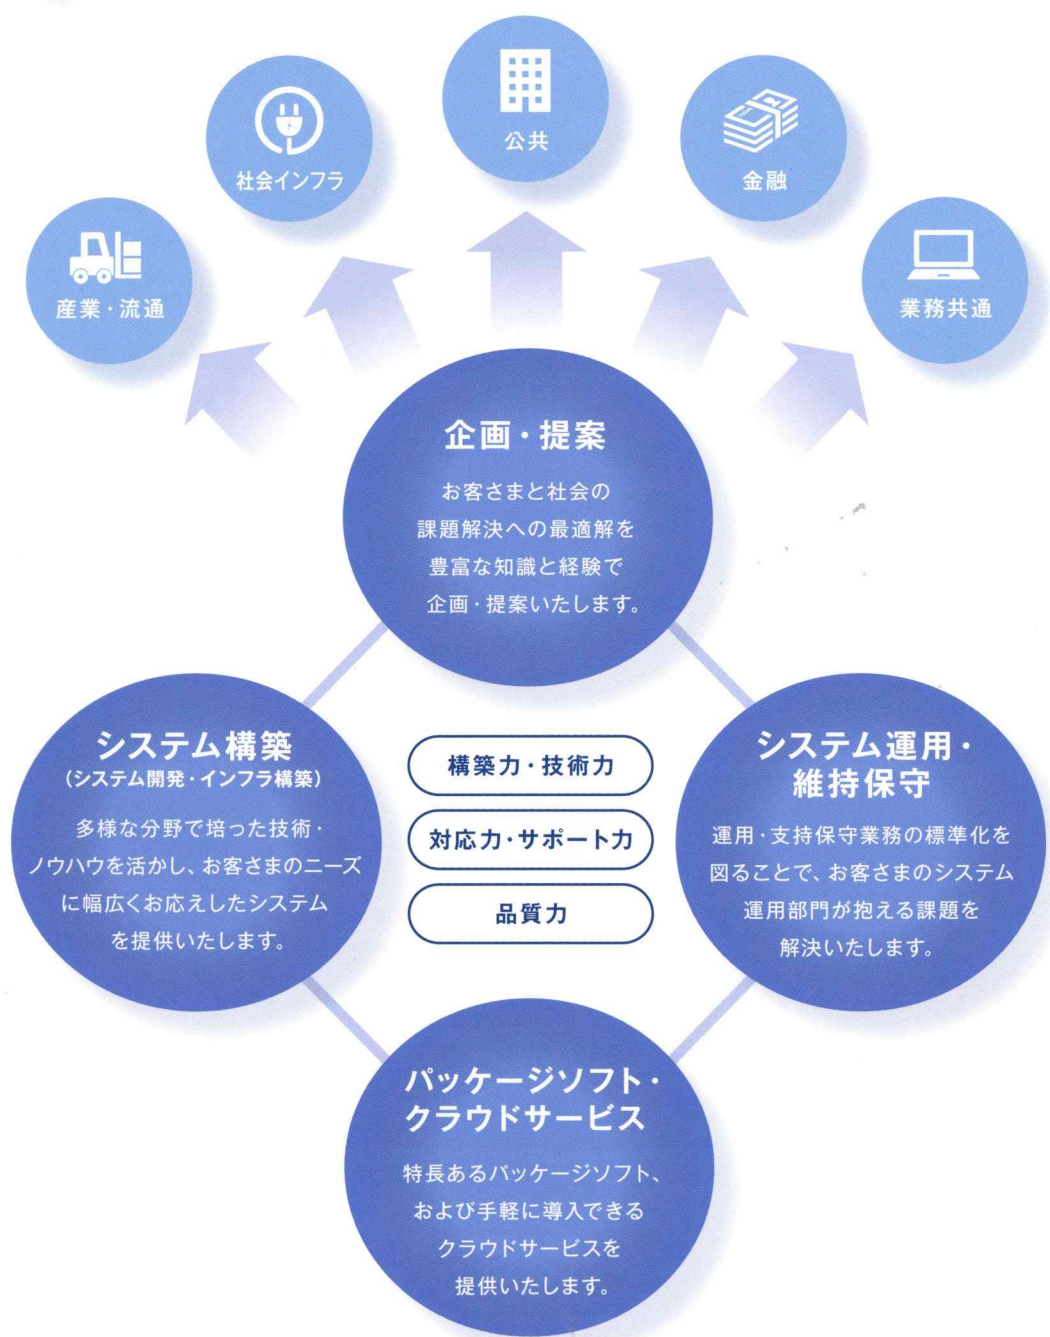 公共
社会インフラ
金融
産業・流通
業務共通
企画・提案
お客さまと社会の
課題解決への最適解を
豊富な知識と経験で
企画・提案いたします。
システム構築
(システム開発・インフラ構築)
多様な分野で培った技術・
ノウハウを活かし、お客さまのニーズ
に幅広くお応えしたシステム
を提供いたします。
構築力・技術力
対応力・サポート力
品質力
システム運用・
維持保守
運用・支持保守業務の標準化を
図ることで、お客さまのシステム
運用部門が抱える課題を
解決いたします。
パッケージソフト・
クラウドサービス
特長あるパッケージソフト、
および手軽に導入できる
クラウドサービスを
提供いたします。